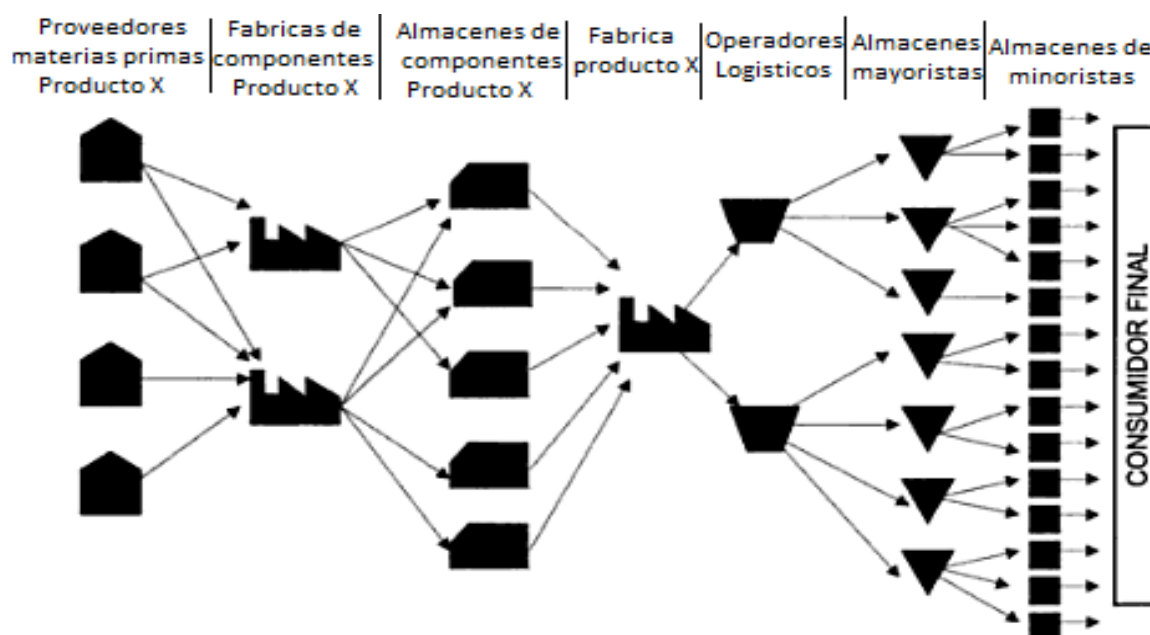 Proveedores
materias primas
Producto X
Fabricas de
componentes
Producto X
Almacenes de
componentes
Producto X
Fabrica
producto X
Operadores
Logisticos
Almacenes
mayoristas
Almacenes de
minoristas
CONSUMIDOR FINAL